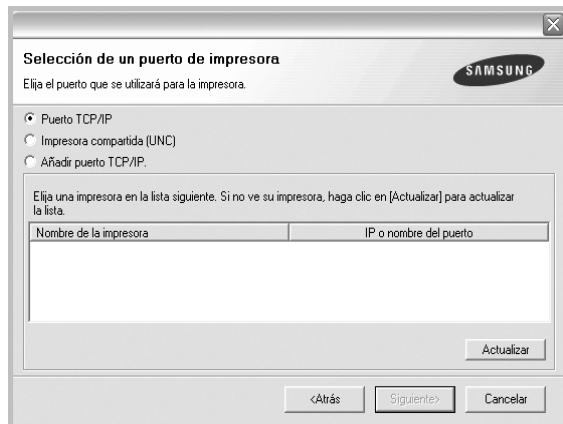 Selección de un puerto de impresora
Elija el puerto que se utilizará para la impresora.
SAMSUNG
Puerto TCP/IP
Impresora compartida (UNC)
Añadir puerto TCP/IP.
Elija una impresora en la lista siguiente. Si no ve su impresora, haga clic en [Actualizar] para actualizar
la lista.
Nombre de la impresora IP o nombre del puerto
Actualizar
<Atrás Siguiente> Cancelar